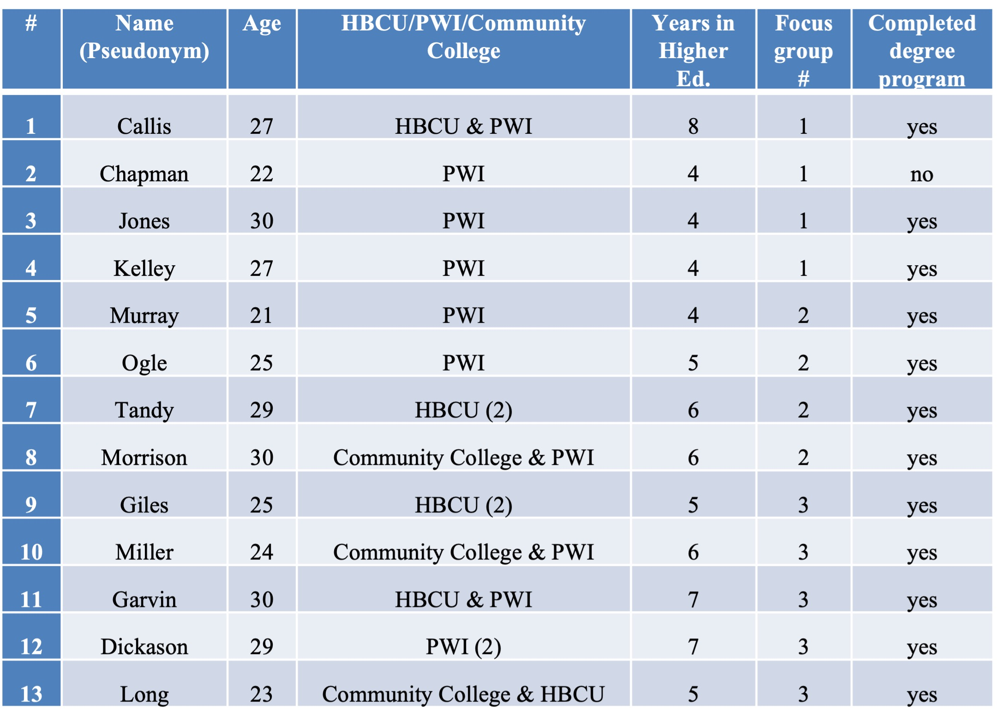 # Name Age HBCU/PWI/Community Years in Focus Completed
(Pseudonym) College Higher group degree
Ed. # program
1 Callis 27 HBCU & PWI 8 1 yes
2 Chapman 22 PWI 4 1 no
3 Jones 30 PWI 4 1 yes
4 Kelley 27 PWI 4 1 yes
5 Murray 21 PWI 4 2 yes
6 Ogle 25 PWI 5 2 yes
7 Tandy 29 HBCU (2) 6 2 yes
8 Morrison 30 Community College & PWI 6 2 yes
9 Giles 25 HBCU (2) 5 3 yes
10 Miller 24 Community College & PWI 6 3 yes
11 Garvin 30 HBCU & PWI 7 3 yes
12 Dickason 29 PWI (2) 7 3 yes
13 Long 23 Community College & HBCU 5 3 yes